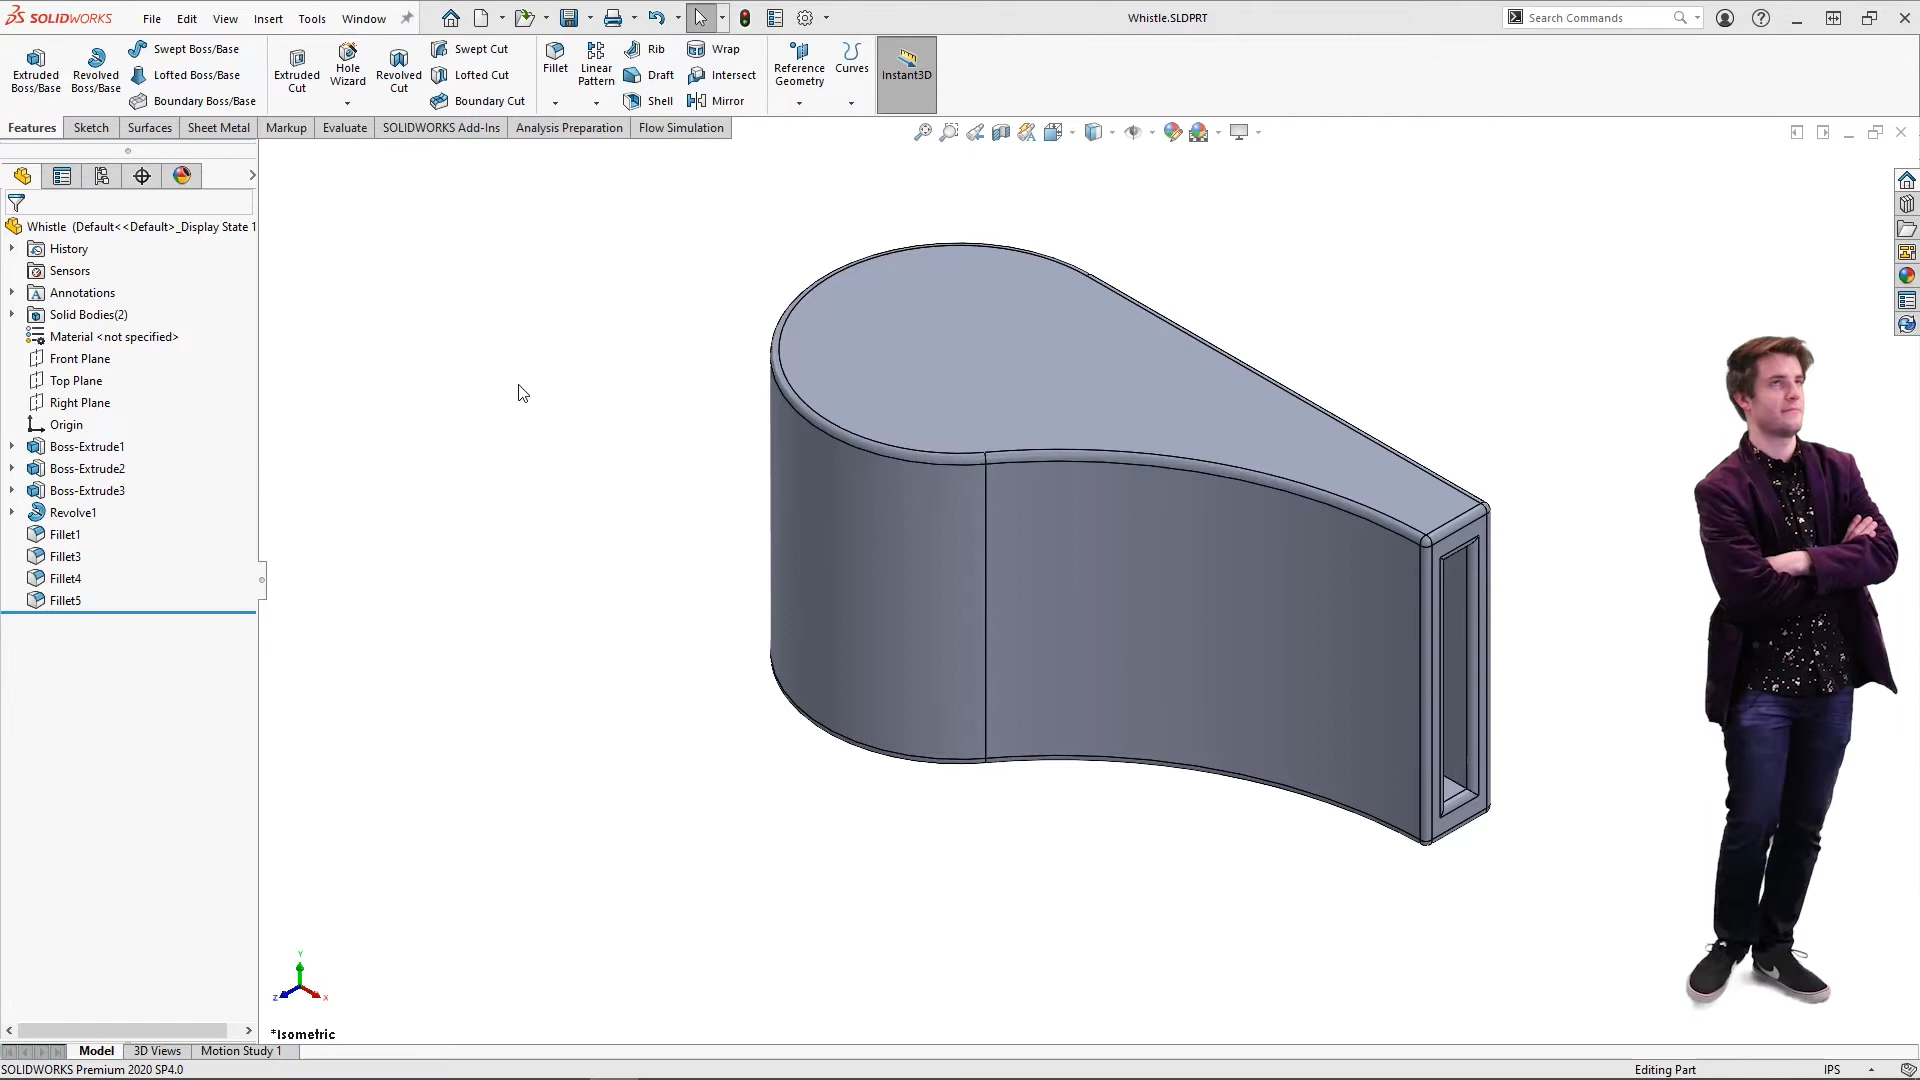 SOLIDWORKS File Edit View Insert Tools Window Whistle.SLDPRT Search Commands
Extruded Boss/Base
Revolved Boss/Base
Swept Boss/Base
Lofted Boss/Base
Boundary Boss/Base
Extruded Cut
Hole Wizard
Revolved Cut
Swept Cut
Lofted Cut
Boundary Cut
Fillet
Linear Pattern
Rib
Draft
Shell
Wrap
Intersect
Mirror
Reference Geometry
Curves
Instant3D
Features Sketch Surfaces Sheet Metal Markup Evaluate SOLIDWORKS Add-Ins Analysis Preparation Flow Simulation
Whistle (Default<<Default>_Display State 1
History
Sensors
Annotations
Solid Bodies(2)
Material <not specified>
Front Plane
Top Plane
Right Plane
Origin
Boss-Extrude1
Boss-Extrude2
Boss-Extrude3
Revolve1
Fillet1
Fillet3
Fillet4
Fillet5
Y
Z X
*Isometric
Model 3D Views Motion Study 1
SOLIDWORKS Premium 2020 SP4.0 Editing Part IPS